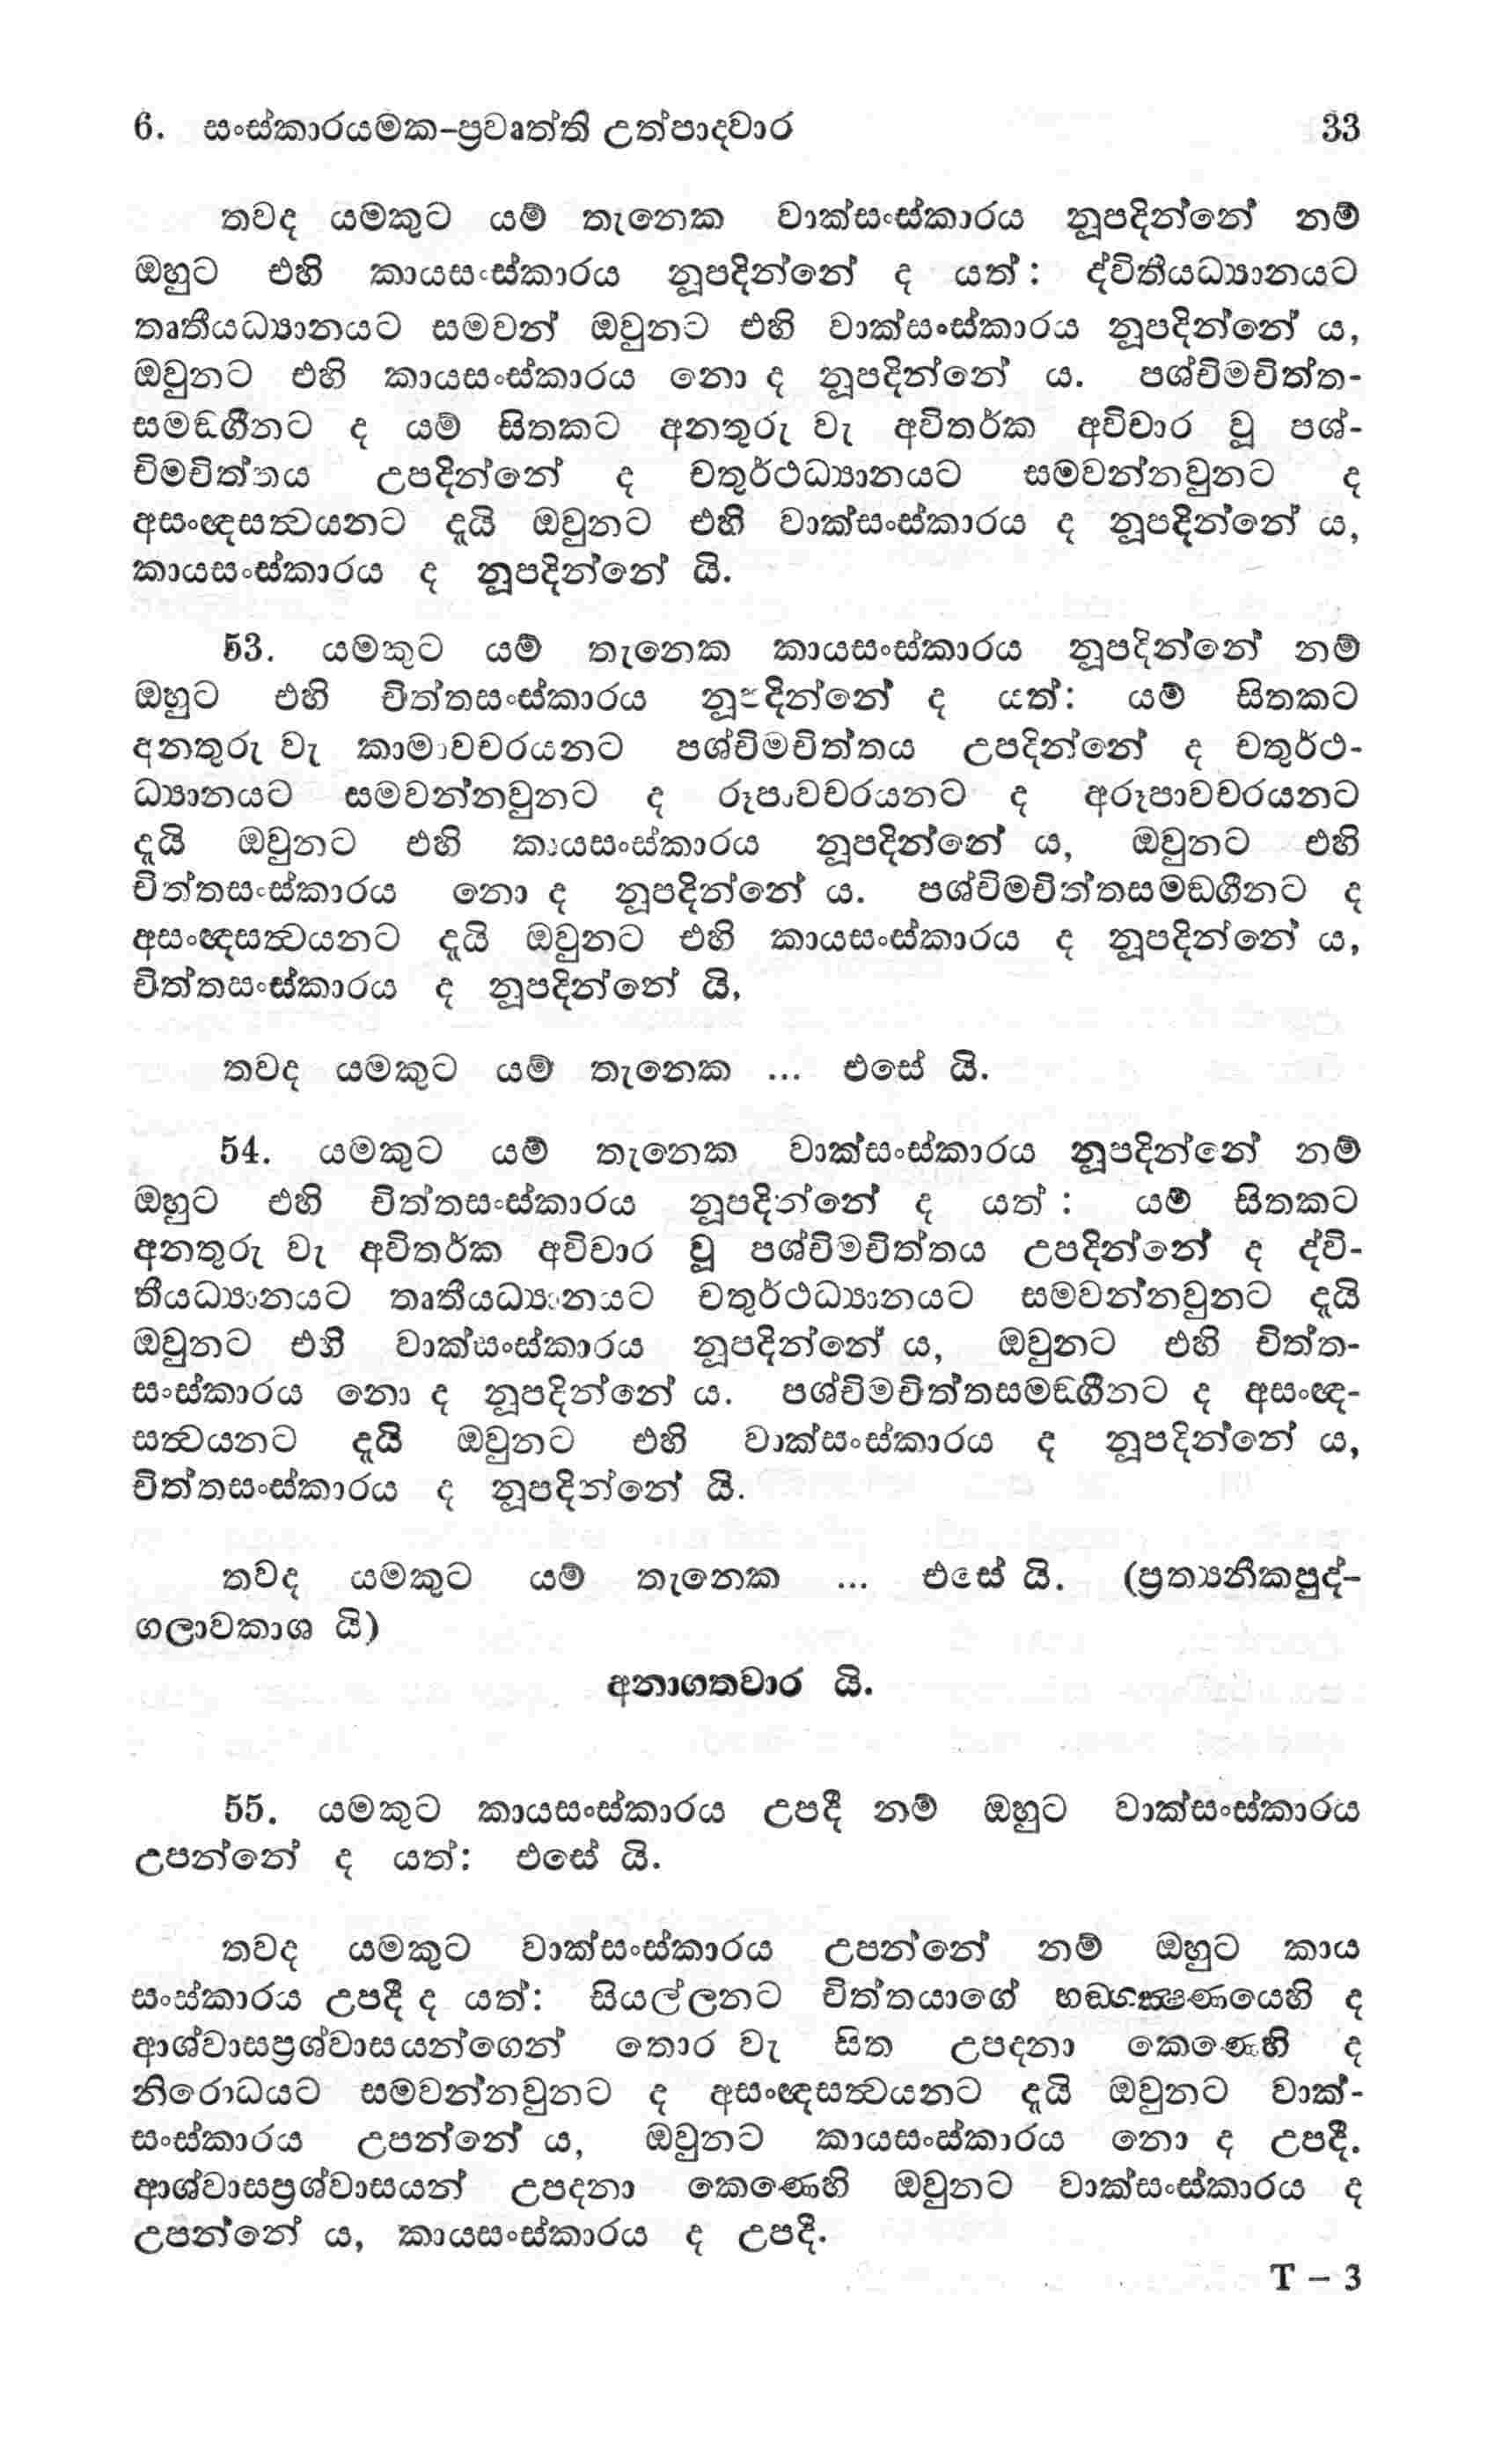 6. සංස්කාරයමක-ප්‍රවෘත්ති උත්පාදවාර 33
තවද යමකුට යම් තැනෙක වාක්සංස්කාරය නූපදින්නේ නම්
ඔහුට එහි කායසංස්කාරය නූපදින්නේ ද යත් : ද්විතීයධ්‍යානයට
තෘතීයධ්‍යානයට සමවන් ඔවුනට එහි වාක්සංස්කාරය නූපදින්නේ ය,
ඔවුනට එහි කායසංස්කාරය නො ද නූපදින්නේ ය. පශ්චිමචිත්ත-
සමඞ්ගීනට ද යම් සිතකට අනතුරු වැ අවිතර්ක අවිචාර වූ පශ්-
චිමචිත්තය උපදින්නේ ද චතුර්ථධ්‍යානයට සමවන්නවුනට ද
අසංඥසත්‍වයනට දැයි ඔවුනට එහි වාක්සංස්කාරය ද නූපදින්නේ ය,
කායසංස්කාරය ද නූපදින්නේ යි.
53. යමකුට යම් තැනෙක කායසංස්කාරය නූපදින්නේ නම්
ඔහුට එහි චිත්තසංස්කාරය නූපදින්නේ ද යත්: යම් සිතකට
අනතුරු වැ කාමාවචරයනට පශ්චිමචිත්තය උපදින්නේ ද චතුර්ථ-
ධ්‍යානයට සමවන්නවුනට ද රූපාවචරයනට ද අරූපාවචරයනට
දැයි ඔවුනට එහි කායසංස්කාරය නූපදින්නේ ය, ඔවුනට එහි
චිත්තසංස්කාරය නො ද නූපදින්නේ ය. පශ්චිමචිත්තසමඞගීනට ද
අසංඥසත්‍වයනට දැයි ඔවුනට එහි කායසංස්කාරය ද නූපදින්නේ ය,
චිත්තසංස්කාරය ද නූපදින්නේ යි,
තවද යමකුට යම් තැනෙක ... එසේ යි.
54. යමකුට යම් තැනෙක වාක්සංස්කාරය නූපදින්නේ නම්
ඔහුට එහි චිත්තසංස්කාරය නූපදින්නේ ද යත් : යම් සිතකට
අනතුරු වැ අවිතර්ක අවිචාර වූ පශ්චිමචිත්තය උපදින්නේ ද ද්වි-
තීයධ්‍යානයට තෘතීයධ්‍යානයට චතුර්ථධ්‍යානයට සමවන්නවුනට දැයි
ඔවුනට එහි වාක්සංස්කාරය නූපදින්නේ ය, ඔවුනට එහි චිත්ත-
සංස්කාරය නො ද නූපදින්නේ ය. පශ්චිමචිත්තසමඞ්ගීනට ද අසංඥ-
සත්‍වයනට දැයි ඔවුනට එහි වාක්සංස්කාරය ද නූපදින්නේ ය,
චිත්තසංස්කාරය ද නූපදින්නේ යි.
තවද යමකුට යම් තැනෙක ... එසේ යි. (ප්‍රත්‍යනීකපුද්-
ගලාවකාශ යි)
අනාගතවාර යි.
55. යමකුට කායසංස්කාරය උපදී නම් ඔහුට වාක්සංස්කාරය
උපන්නේ ද යත්: එසේ යි.
තවද යමකුට වාක්සංස්කාරය උපන්නේ නම් ඔහුට කාය
සංස්කාරය උපදී ද යත්: සියල්ලනට චිත්තයාගේ භඞ්ගක්‍ෂණයෙහි ද
ආශ්වාසප්‍රශ්වාසයන්ගෙන් තොර වැ සිත උපදනා කෙණෙහි ද
නිරොධයට සමවන්නවුනට ද අසංඥසත්‍වයනට දැයි ඔවුනට වාක්-
සංස්කාරය උපන්නේ ය, ඔවුනට කායසංස්කාරය නො ද උපදී.
ආශ්වාසප්‍රශ්වාසයන් උපදනා කෙණෙහි ඔවුනට වාක්සංස්කාරය ද
උපන්නේ ය, කායසංස්කාරය ද උපදී.
T – 3